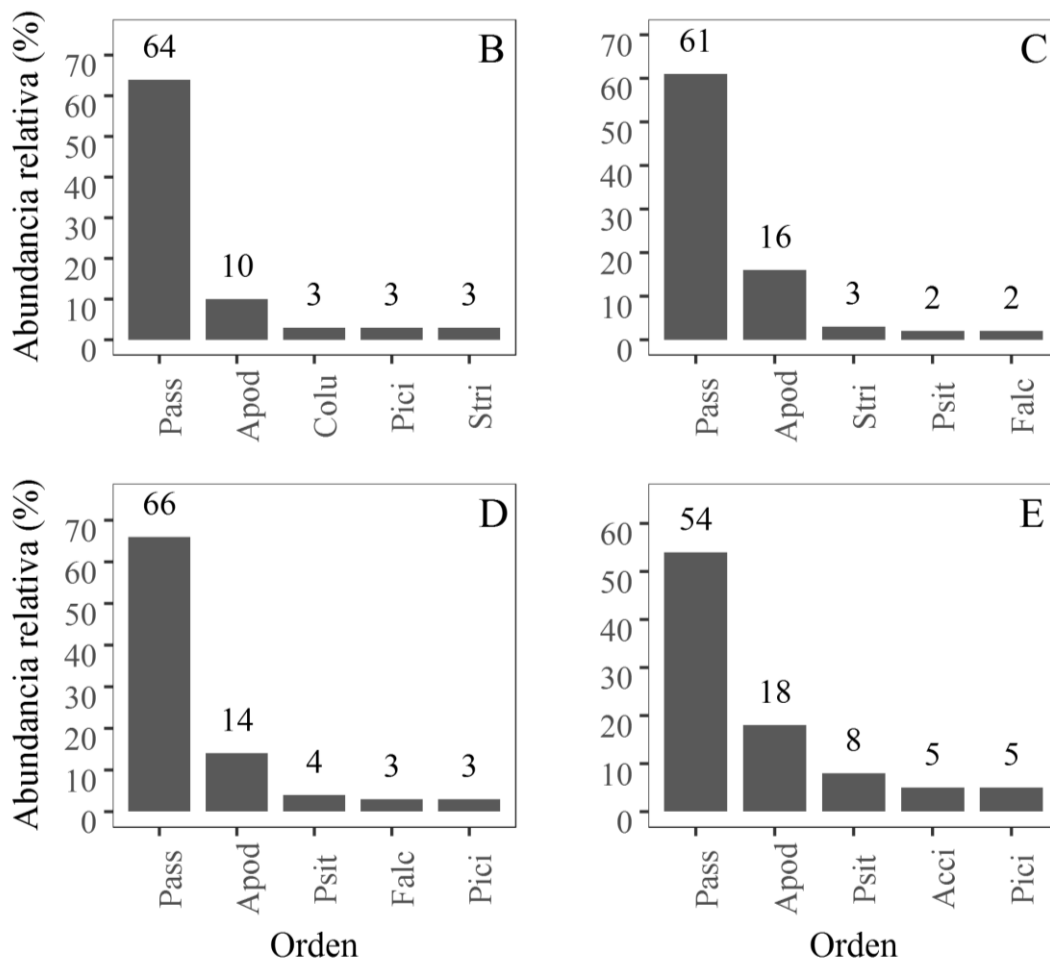 Abundancia relativa (%)
70
60
50
40
30
20
10
0
64
10
3
3
3
B
Pass
Apod
Colu
Pici
Stri
70
60
50
40
30
20
10
0
61
16
3
2
2
C
Pass
Apod
Stri
Psit
Falc
Abundancia relativa (%)
70
60
50
40
30
20
10
0
66
14
4
3
3
D
Pass
Apod
Psit
Falc
Pici
Orden
60
50
40
30
20
10
0
54
18
8
5
5
E
Pass
Apod
Psit
Acci
Pici
Orden